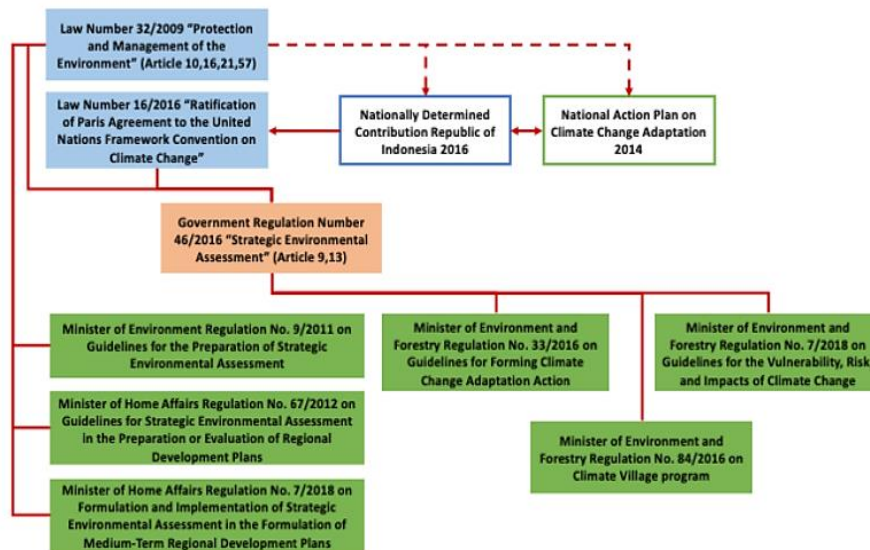 Law Number 32/2009 “Protection
and Management of the
Environment” (Article 10,16,21,57)
Law Number 16/2016 “Ratification
of Paris Agreement to the United
Nations Framework Convention on
Climate Change”
Nationally Determined
Contribution Republic of
Indonesia 2016
National Action Plan on
Climate Change Adaptation
2014
Government Regulation Number
46/2016 “Strategic Environmental
Assessment” (Article 9,13)
Minister of Environment Regulation No. 9/2011 on
Guidelines for the Preparation of Strategic
Environmental Assessment
Minister of Environment and
Forestry Regulation No. 33/2016 on
Guidelines for Forming Climate
Change Adaptation Action
Minister of Environment and
Forestry Regulation No. 7/2018 on
Guidelines for the Vulnerability, Risk
and Impacts of Climate Change
Minister of Home Affairs Regulation No. 67/2012 on
Guidelines for Strategic Environmental Assessment
in the Preparation or Evaluation of Regional
Development Plans
Minister of Environment and
Forestry Regulation No. 84/2016 on
Climate Village program
Minister of Home Affairs Regulation No. 7/2018 on
Formulation and Implementation of Strategic
Environmental Assessment in the Formulation of
Medium-Term Regional Development Plans